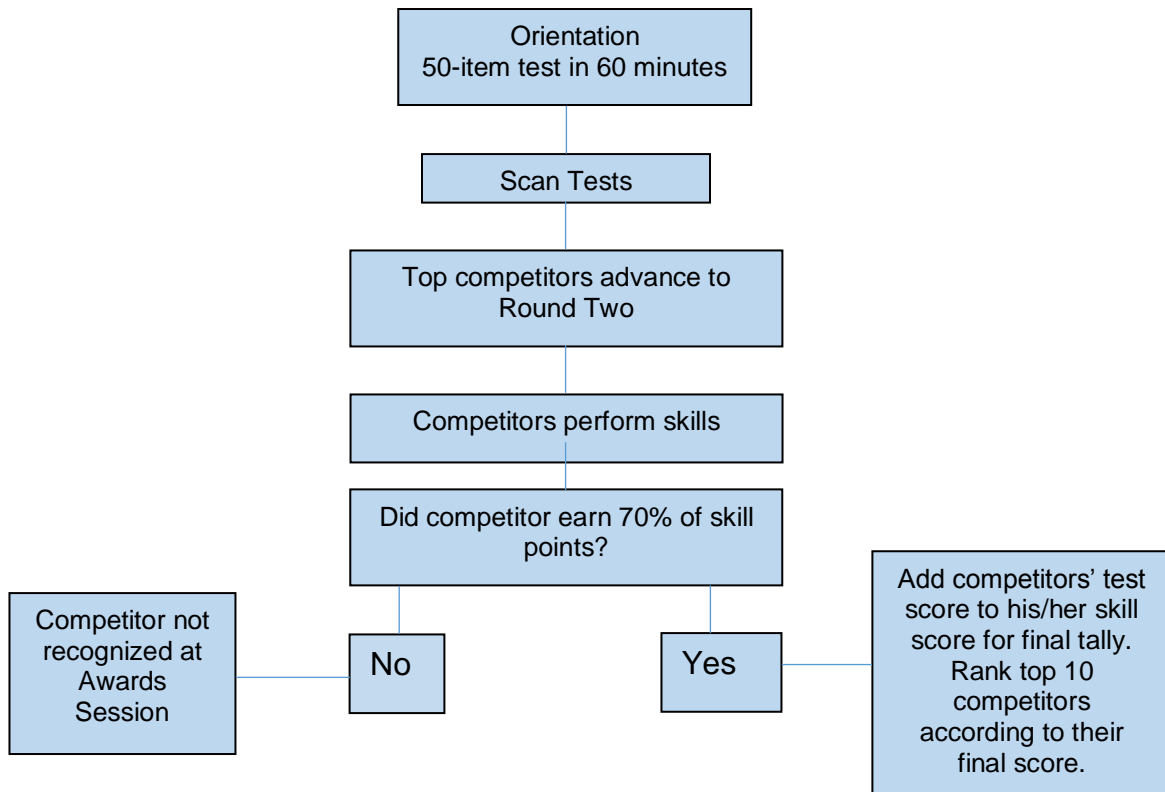 Orientation
50-item test in 60 minutes
Scan Tests
Top competitors advance to
Round Two
Competitors perform skills
Did competitor earn 70% of skill
points?
Competitor not
recognized at
Awards
Session
No
Yes
Add competitors’ test
score to his/her skill
score for final tally.
Rank top 10
competitors
according to their
final score.